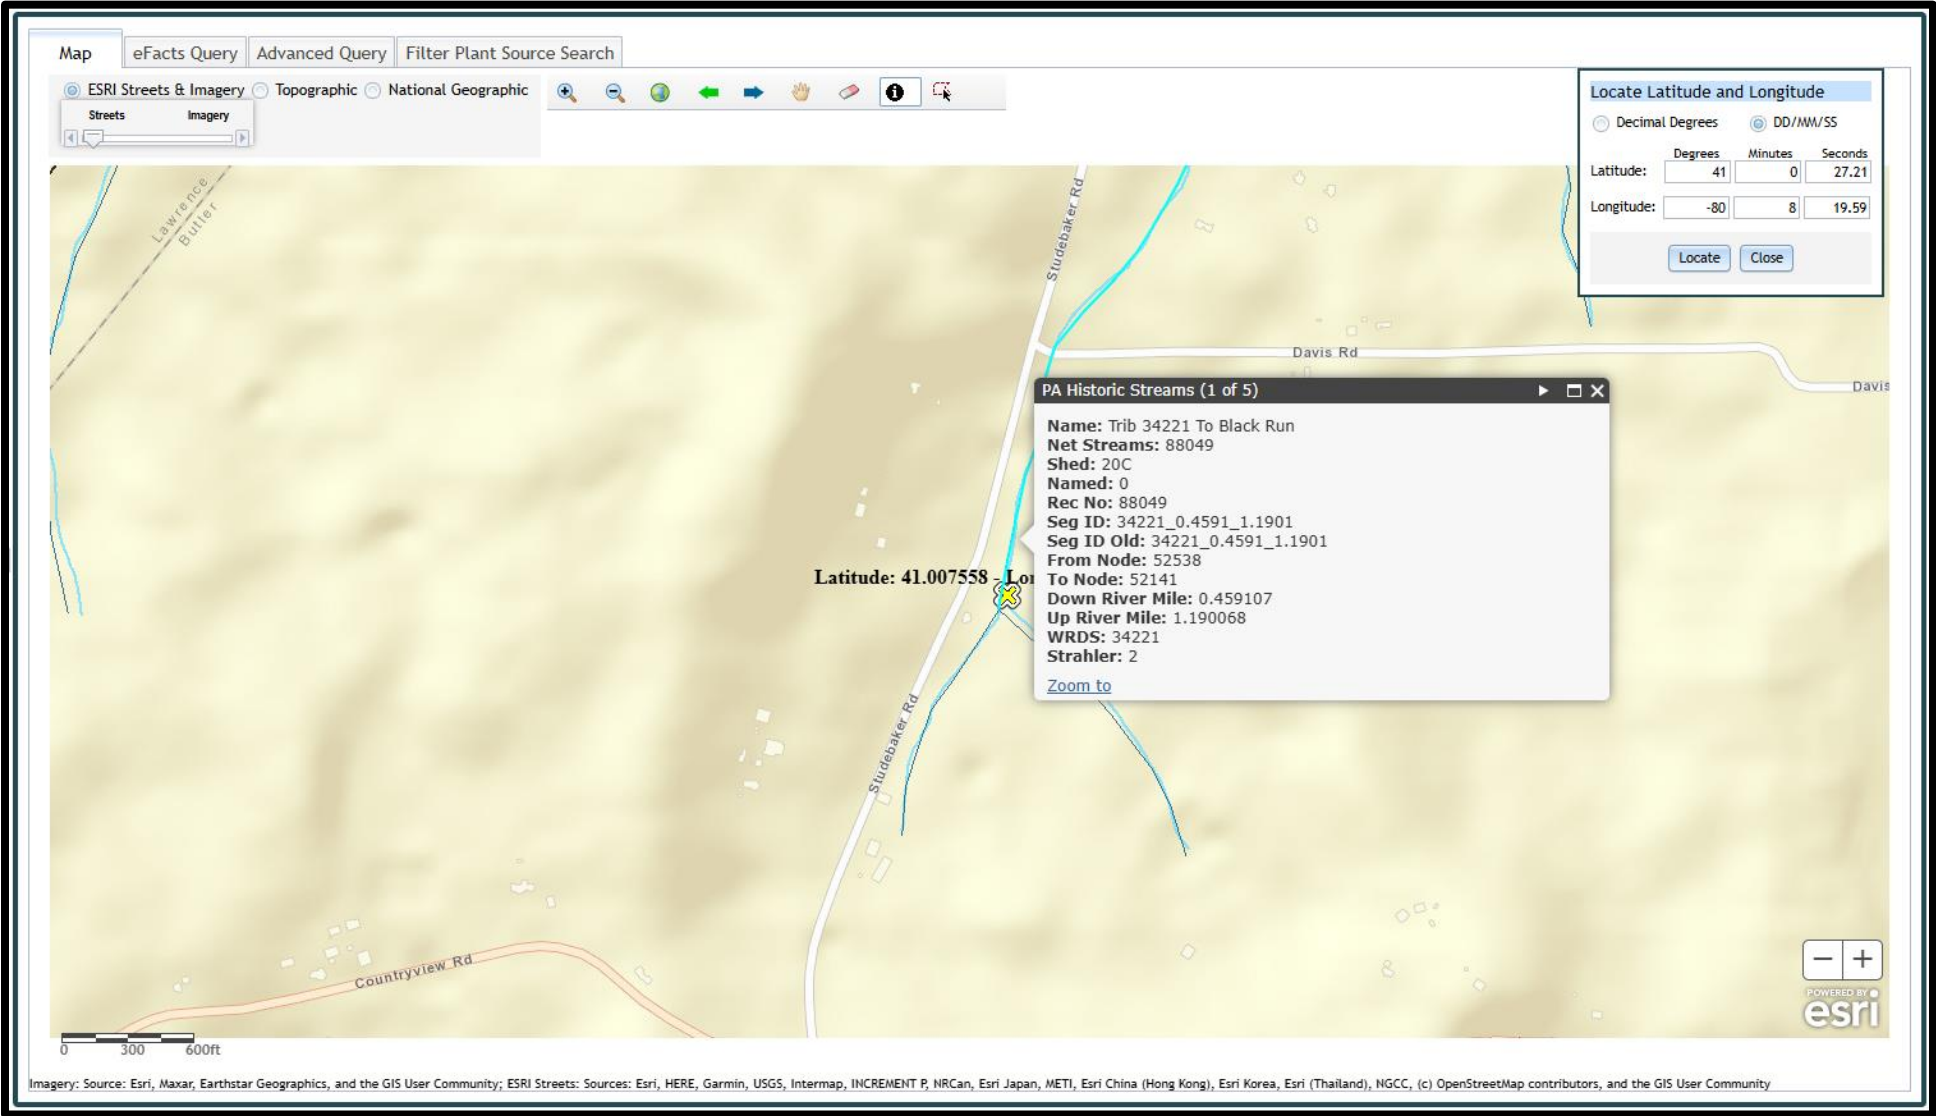 Map
eFacts Query
Advanced Query
Filter Plant Source Search
ESRI Streets & Imagery
Topographic
National Geographic
Streets
Imagery
Locate Latitude and Longitude
Decimal Degrees
DD/MM/SS
Degrees Minutes Seconds
Latitude: 41 0 27.21
Longitude: -80 8 19.59
Locate
Close
Lawrence
Butler
Studebaker Rd
Davis Rd
Davis
PA Historic Streams (1 of 5)
Name: Trib 34221 To Black Run
Net Streams: 88049
Shed: 20C
Named: 0
Rec No: 88049
Seg ID: 34221_0.4591_1.1901
Seg ID Old: 34221_0.4591_1.1901
From Node: 52538
To Node: 52141
Down River Mile: 0.459107
Up River Mile: 1.190068
WRDS: 34221
Strahler: 2
Zoom to
Latitude: 41.007558 - Lo
Studebaker Rd
Countryview Rd
0 300 600ft
POWERED BY
esri
Imagery: Source: Esri, Maxar, Earthstar Geographics, and the GIS User Community; ESRI Streets: Sources: Esri, HERE, Garmin, USGS, Intermap, INCREMENT P, NRCan, Esri Japan, METI, Esri China (Hong Kong), Esri Korea, Esri (Thailand), NGCC, (c) OpenStreetMap contributors, and the GIS User Community